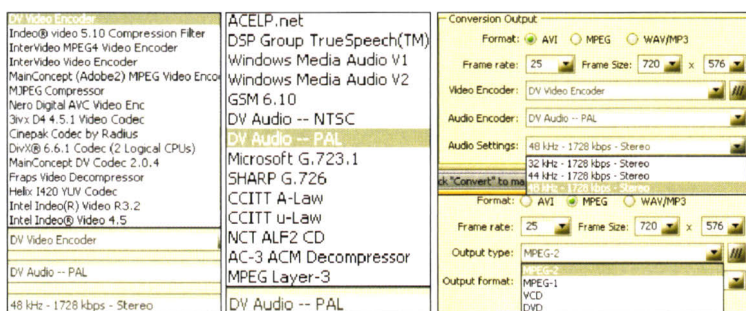 DV Video Encoder
Indeo® video 5.10 Compression Filter
InterVideo MPEG4 Video Encoder
InterVideo Video Encoder
MainConcept (Adobe2) MPEG Video Enco
MJPEG Compressor
Nero Digital AVC Video Enc
3ivx D4 4.5.1 Video Codec
Cinepak Codec by Radius
DivX® 6.6.1 Codec (2 Logical CPUs)
MainConcept DV Codec 2.0.4
Fraps Video Decompressor
Helix I420 YUV Codec
Intel Indeo(R) Video R3.2
Intel Indeo® Video 4.5
DV Video Encoder
DV Audio -- PAL
48 kHz - 1728 kbps - Stereo
ACELP.net
DSP Group TrueSpeech(TM)
Windows Media Audio V1
Windows Media Audio V2
GSM 6.10
DV Audio -- NTSC
DV Audio -- PAL
Microsoft G.723.1
SHARP G.726
CCITT A-Law
CCITT u-Law
NCT ALF2 CD
AC-3 ACM Decompressor
MPEG Layer-3
DV Audio -- PAL
Conversion Output
Format: AVI MPEG WAV/MP3
Frame rate: 25 Frame Size: 720 x 576
Video Encoder: DV Video Encoder
Audio Encoder: DV Audio -- PAL
Audio Settings: 48 kHz - 1728 kbps - Stereo
32 kHz - 1728 kbps - Stereo
44 kHz - 1728 kbps - Stereo
48 kHz - 1728 kbps - Stereo
ck "Convert" to ma
Format: AVI MPEG WAV/MP3
Frame rate: 25 Frame Size: 720 x 576
Output type: MPEG-2
MPEG-2
Output format: MPEG-1
VCD
DVD